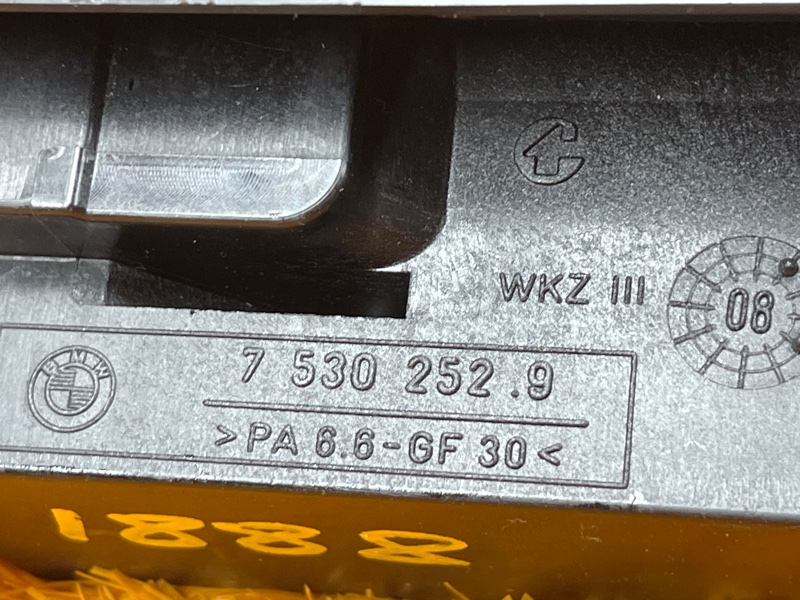 WKZ III
08
BMW
7 530 252.9
>PA 6.6-GF 30<
1888